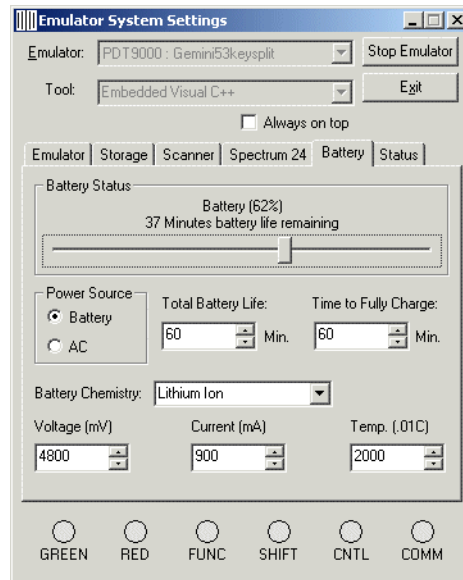 Emulator System Settings
Emulator: PDT9000 : Gemini53keysplit Stop Emulator
Tool: Embedded Visual C++ Exit
Always on top
Emulator Storage Scanner Spectrum 24 Battery Status
Battery Status
Battery (62%)
37 Minutes battery life remaining
Power Source
Battery
AC
Total Battery Life:
60 Min.
Time to Fully Charge:
60 Min.
Battery Chemistry: Lithium Ion
Voltage (mV) Current (mA) Temp. (.01C)
4800 900 2000
GREEN RED FUNC SHIFT CNTL COMM